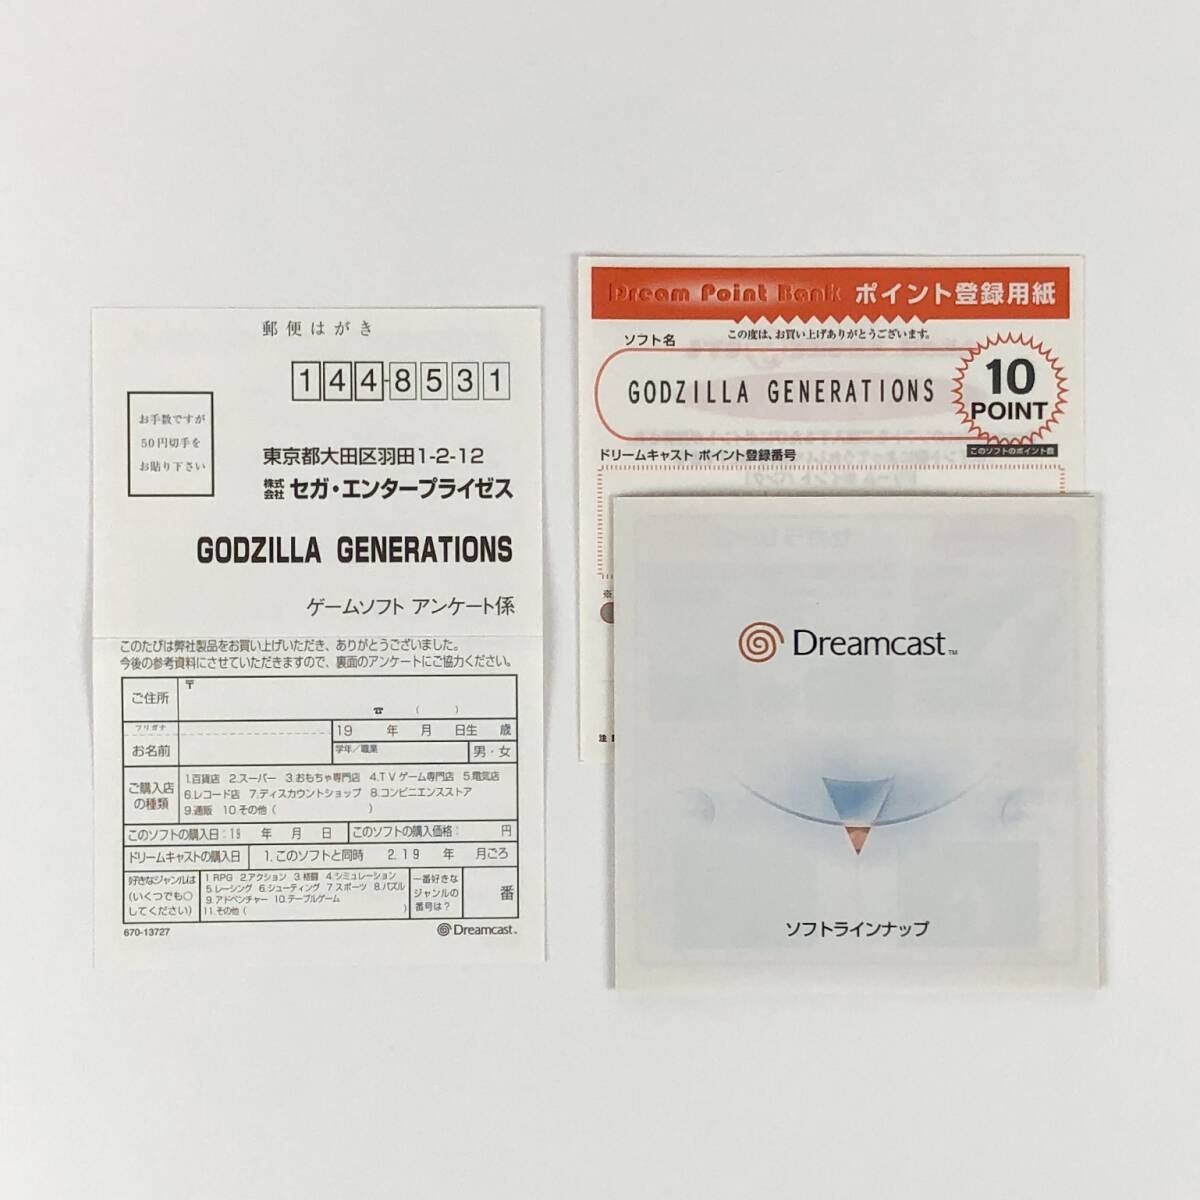 郵便はがき
144-8531
お手数ですが
50円切手を
お貼り下さい
東京都大田区羽田1-2-12
株式会社 セガ・エンタープライゼス
GODZILLA GENERATIONS
ゲームソフト アンケート係
このたびは弊社製品をお買い上げいただき、ありがとうございました。
今後の参考資料にさせていただきますので、裏面のアンケートにご協力ください。
ご住所 〒
☎ ( )
フリガナ
お名前
19 年 月 日生 歳
学年/職業 男・女
ご購入店の種類
1.百貨店 2.スーパー 3.おもちゃ専門店 4.TVゲーム専門店 5.電気店
6.レコード店 7.ディスカウントショップ 8.コンビニエンスストア
9.通販 10.その他( )
このソフトの購入日:19 年 月 日 このソフトの購入価格: 円
ドリームキャストの購入日 1.このソフトと同時 2.19 年 月ごろ
好きなジャンルは
(いくつでも○
してください)
1.RPG 2.アクション 3.格闘 4.シミュレーション
5.レーシング 6.シューティング 7.スポーツ 8.パズル
9.アドベンチャー 10.テーブルゲーム
11.その他( )
一番好きな
ジャンルの
番号は?
番
670-13727
Dreamcast™
Dream Point Bank ポイント登録用紙
この度は、お買い上げありがとうございます。
ソフト名
GODZILLA GENERATIONS
10
POINT
このソフトのポイント数
ドリームキャスト ポイント登録番号
※
注
Dreamcast™
ソフトラインナップ